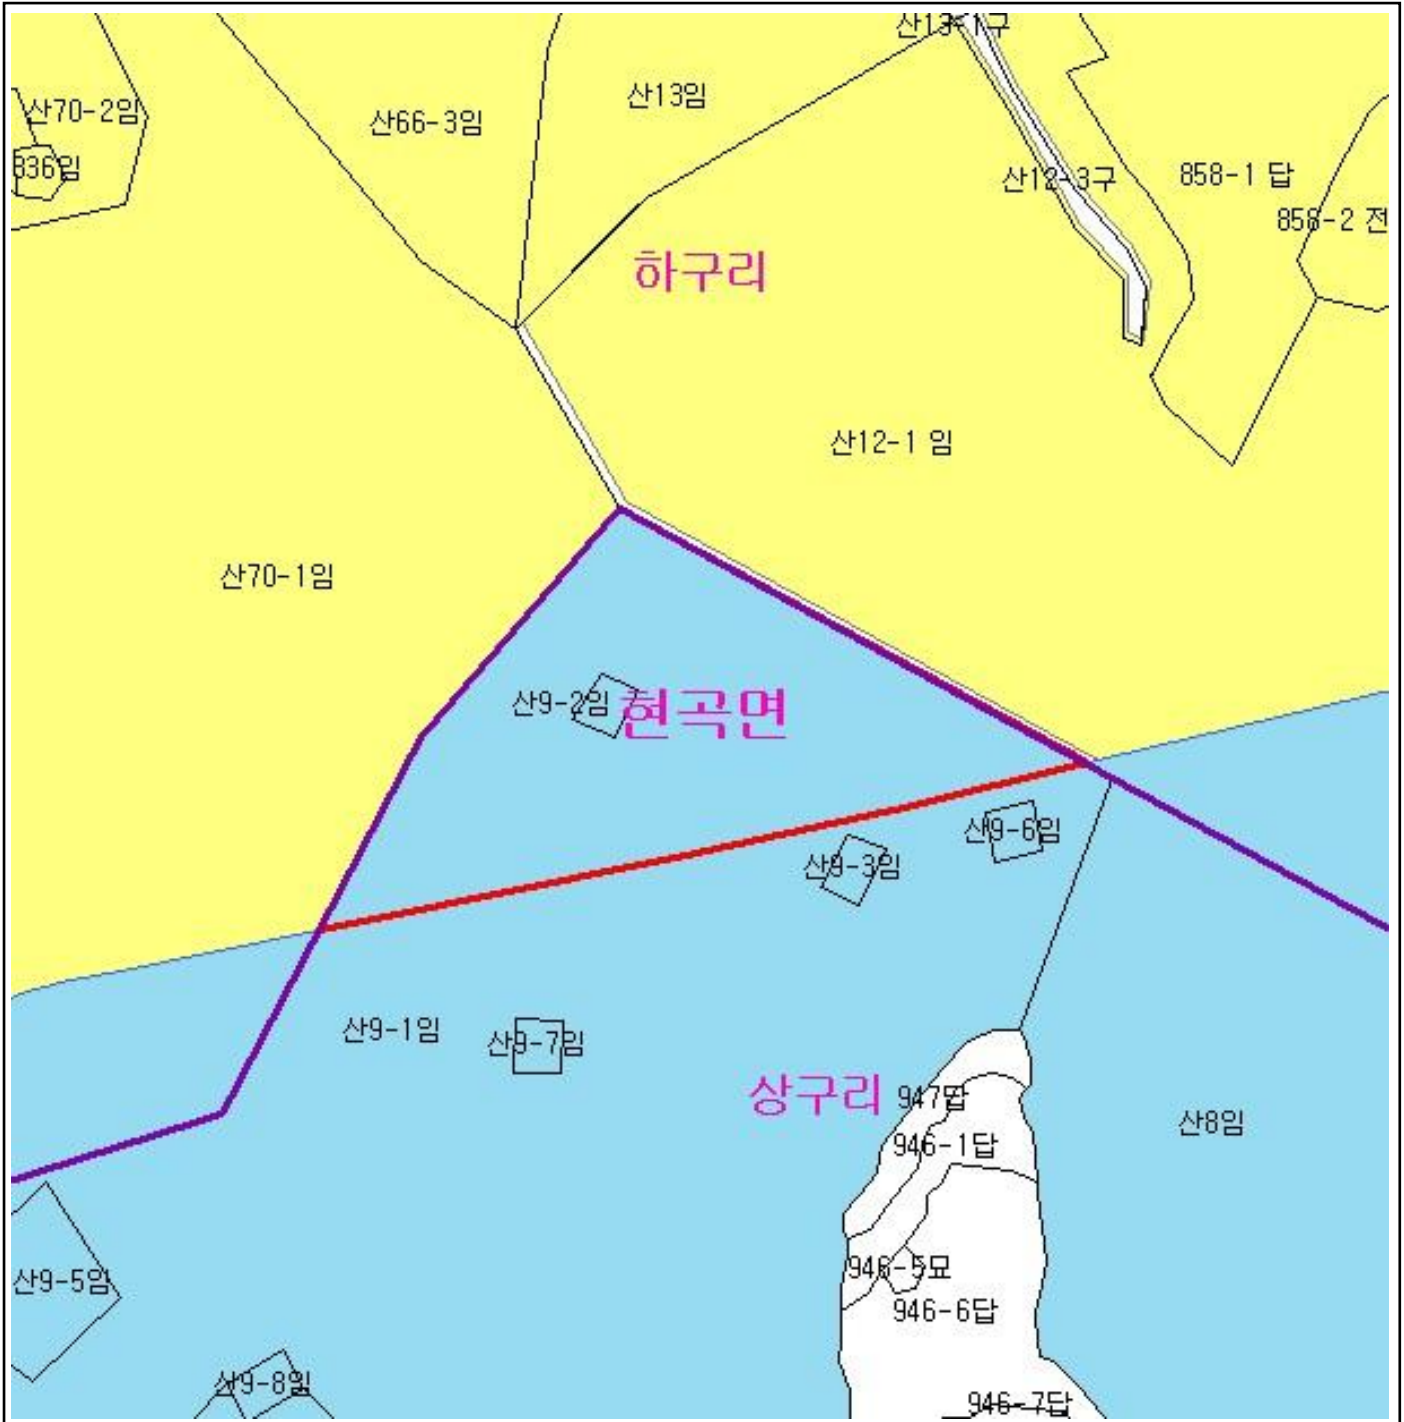 산13-1구
산13임
산70-2임
산66-3임
836임
산12-3구
858-1 답
858-2 전
하구리
산12-1 임
산70-1임
산9-2임
현곡면
산9-6임
산9-3임
산9-1임
산9-7임
상구리
947답
산8임
946-1답
946-5묘
산9-5임
946-6답
산9-8임
946-7답